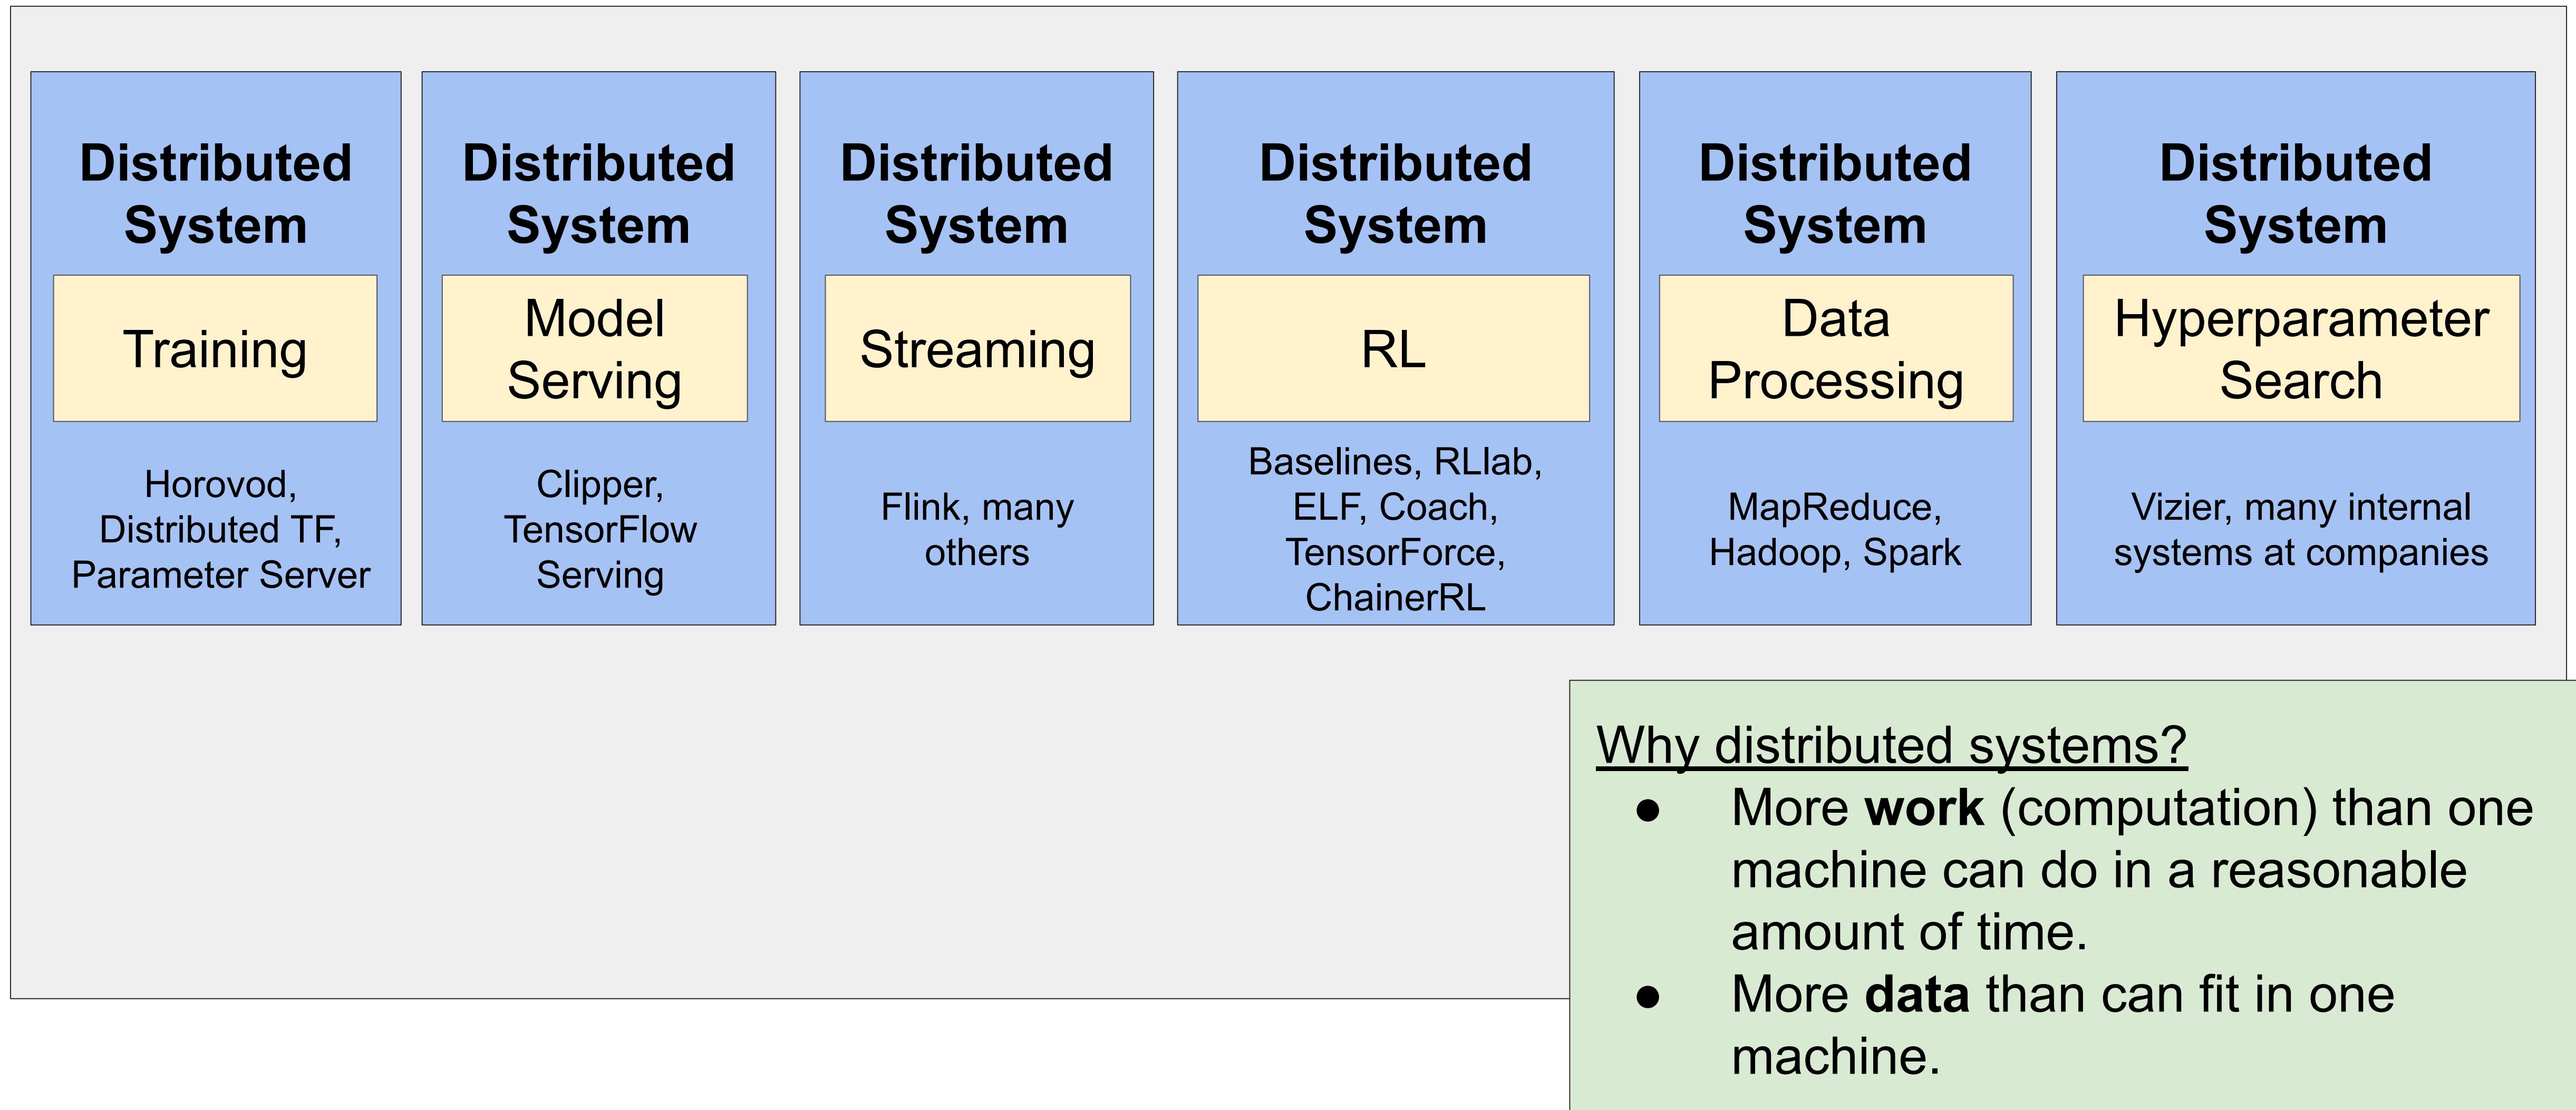 Distributed
System
Training
Horovod,
Distributed TF,
Parameter Server
Distributed
System
Model
Serving
Clipper,
TensorFlow
Serving
Distributed
System
Streaming
Flink, many
others
Distributed
System
RL
Baselines, RLlab,
ELF, Coach,
TensorForce,
ChainerRL
Distributed
System
Data
Processing
MapReduce,
Hadoop, Spark
Distributed
System
Hyperparameter
Search
Vizier, many internal
systems at companies
Why distributed systems?
● More work (computation) than one
machine can do in a reasonable
amount of time.
● More data than can fit in one
machine.